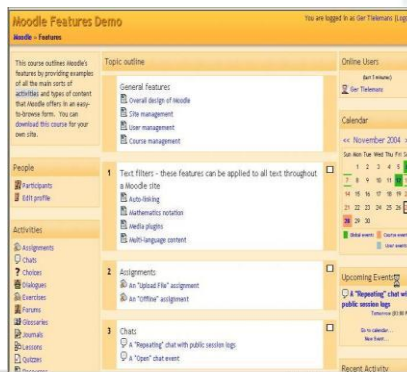 Moodle Features Demo
You are logged in as Ger Tielemans (Log
Moodle » Features
This course outlines Moodle's
features by providing examples
of all the main sorts of
activities and types of content
that Moodle offers in an easy-
to-browse form. You can
download this course for your
own site.
People
Participants
Edit profile
Activities
Assignments
Chats
Choices
Dialogues
Exercises
Forums
Glossaries
Journals
Lessons
Quizzes
Topic outline
General features
Overall design of Moodle
Site management
User management
Course management
1 Text filters - these features can be applied to all text throughout
a Moodle site
Auto-linking
Mathematics notation
Media plugins
Multi-language content
2 Assignments
An "Upload File" assignment
An "Offline" assignment
3 Chats
A "Repeating" chat with public session logs
A "Open" chat event
Online Users
(last 5 minutes)
Ger Tielemans
Calendar
<< November 2004
Sun Mon Tue Wed Thu Fri S
1 2 3 4 5
7 8 9 10 11 12
14 15 16 17 18 19
21 22 23 24 25 26
28 29 30
Global events Course event
User event
Upcoming Events
A "Repeating" chat wi
public session logs
Tomorrow
Go to calendar...
New Event...
Recent Activity